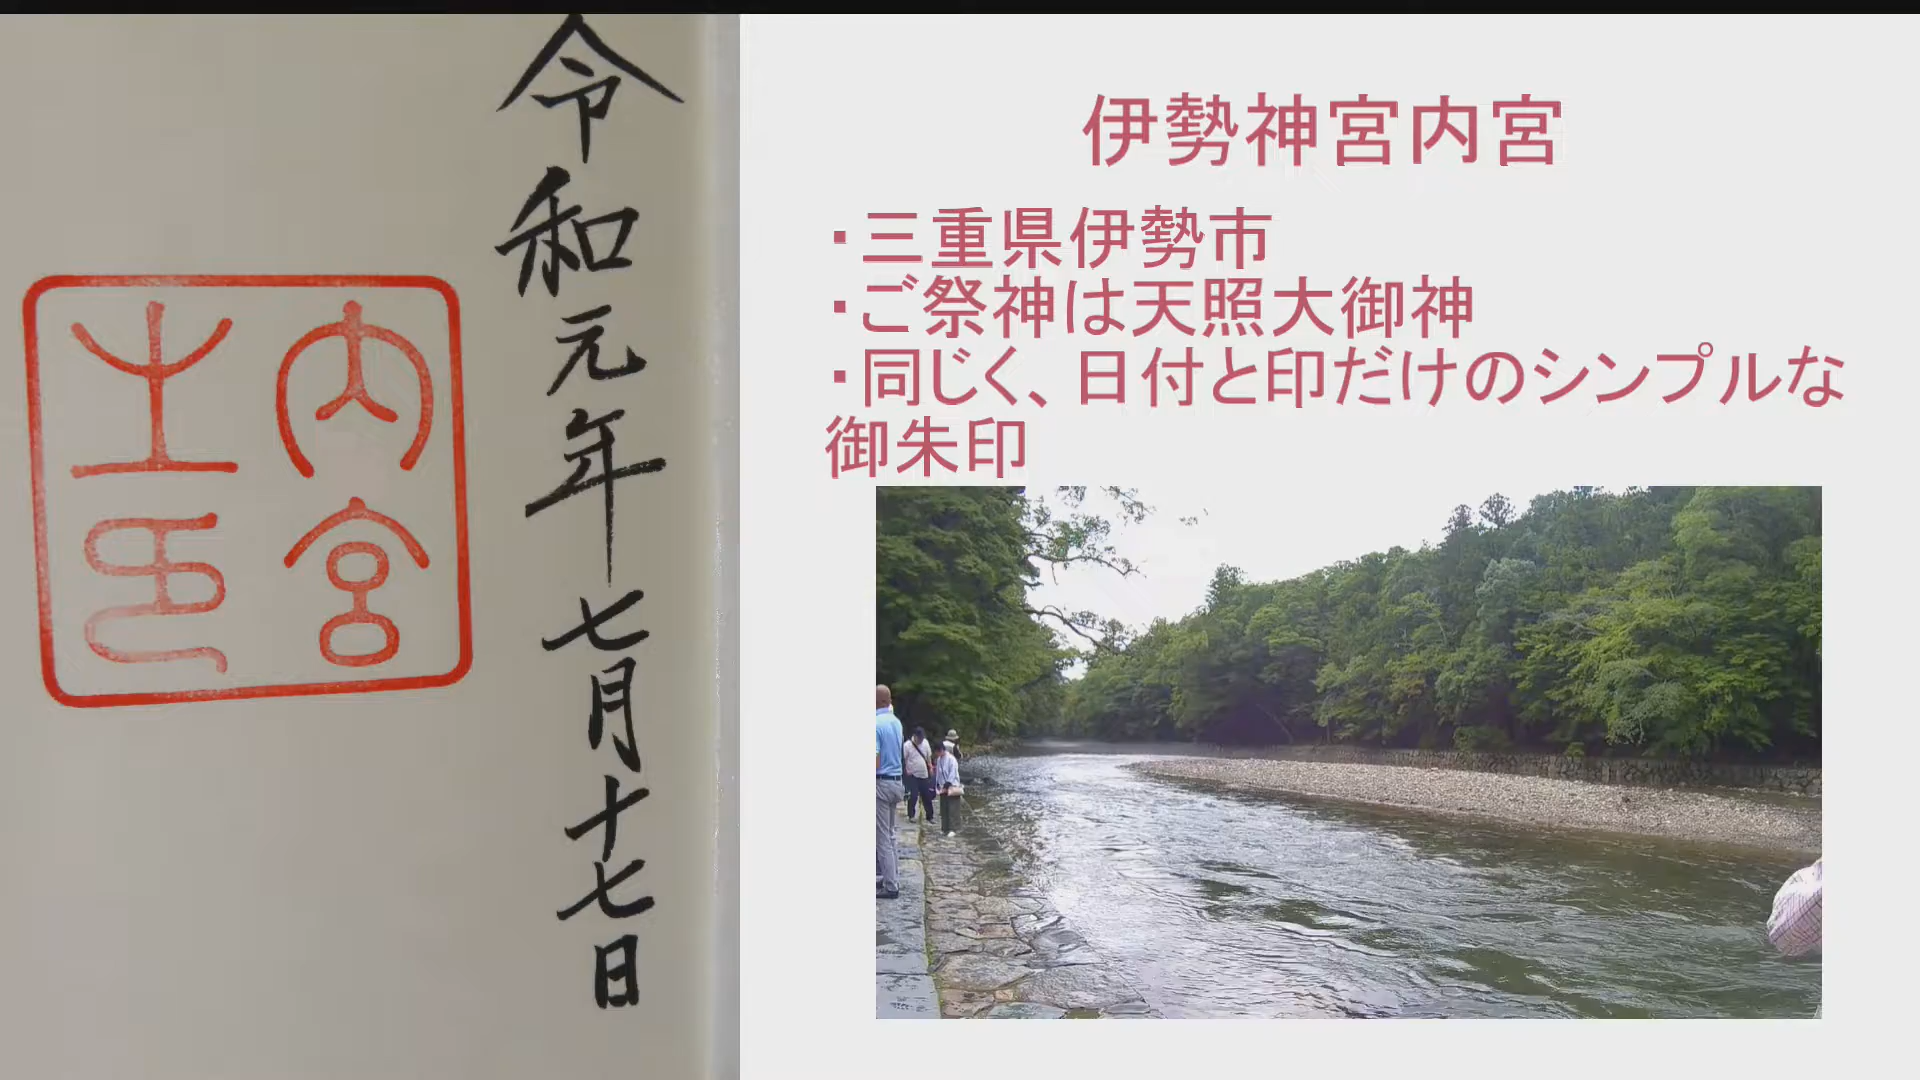 令和元年七月十七日
内宮
之印
伊勢神宮内宮
・三重県伊勢市
・ご祭神は天照大御神
・同じく、日付と印だけのシンプルな
御朱印